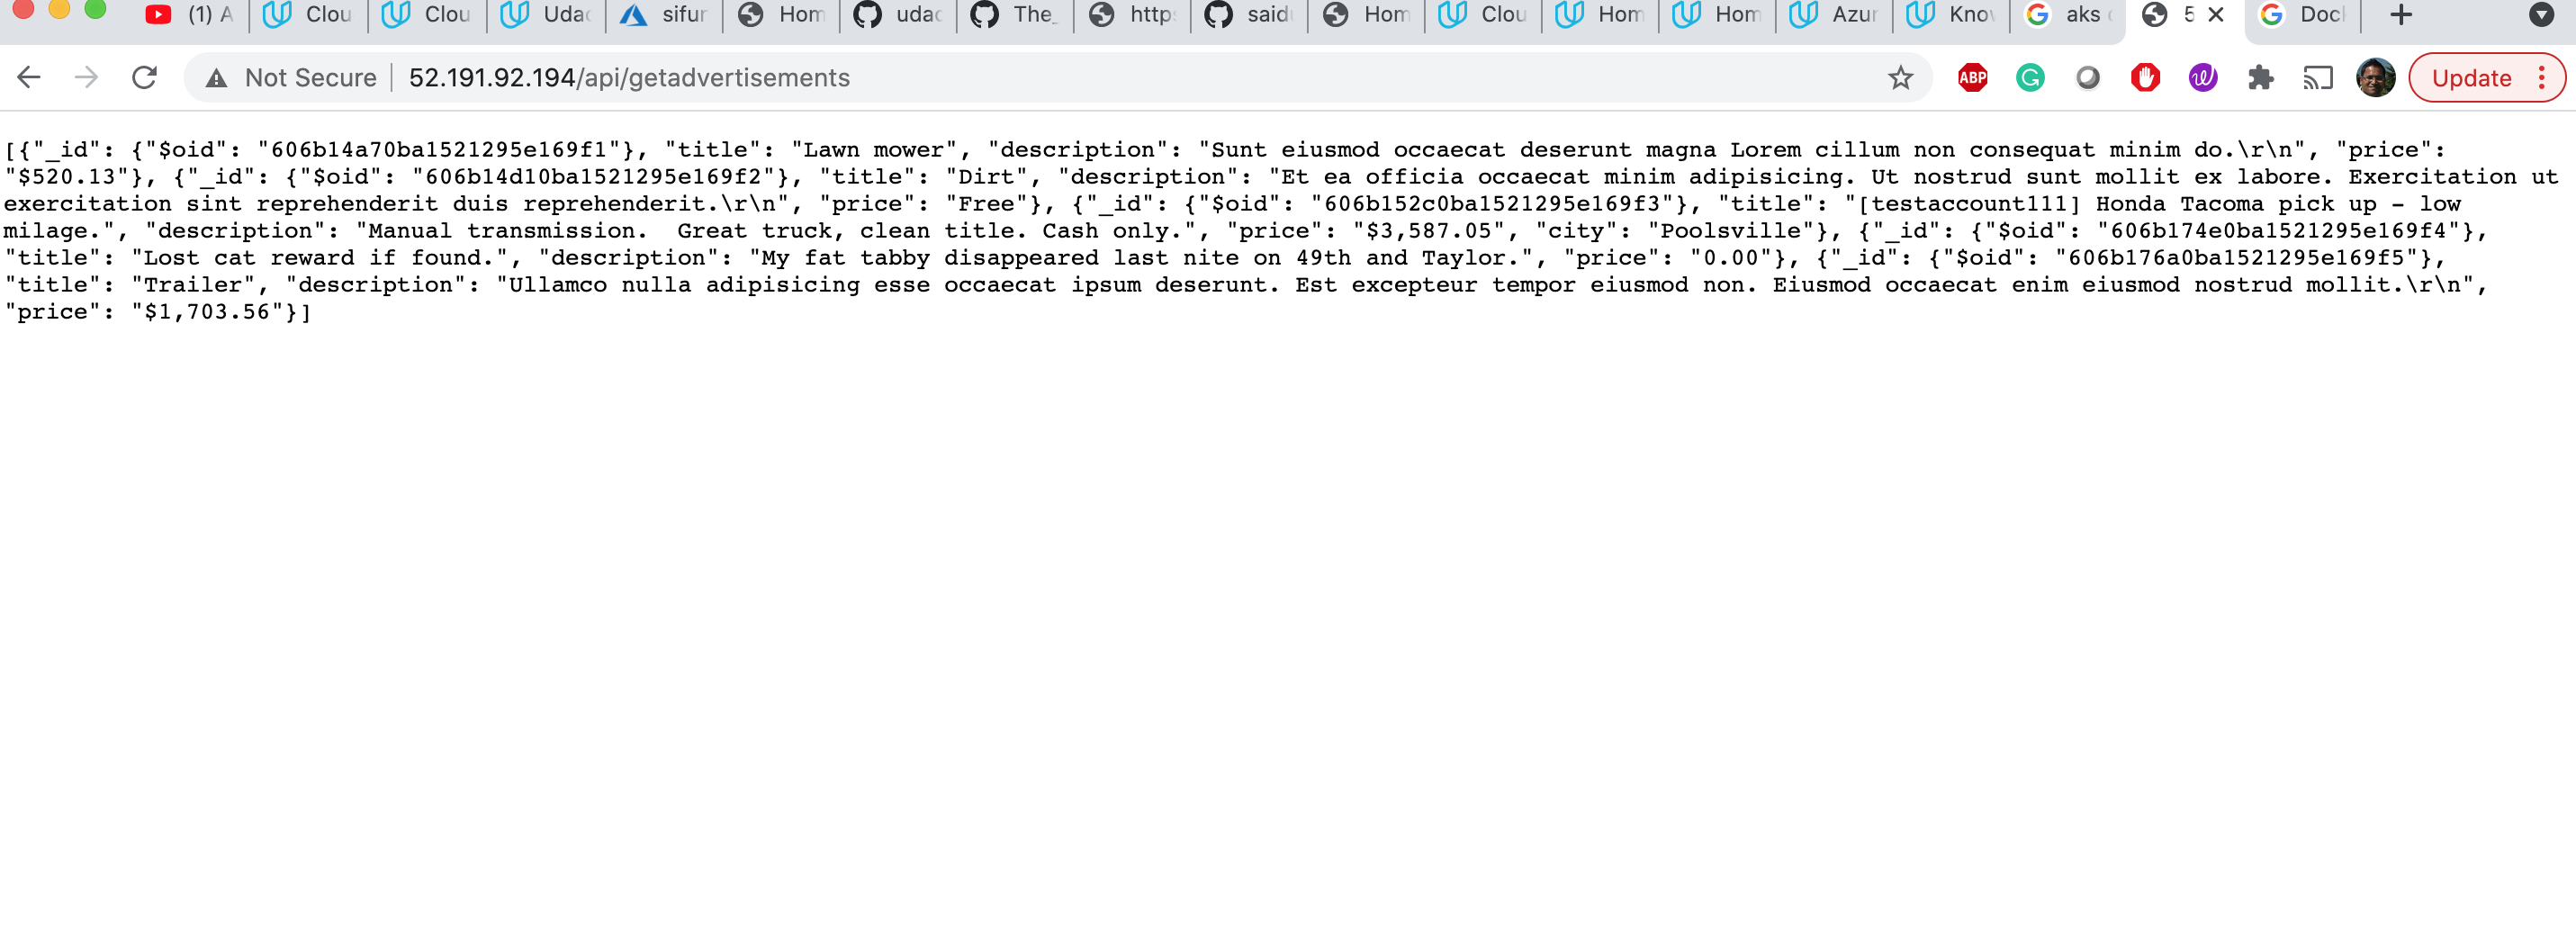 (1) A Clou Clou Udac sifur Hom udac The_ http: said Hom Clou Hom Hom Azur Kno aks 5 Doc
Not Secure 52.191.92.194/api/getadvertisements ABP Update
[{"_id": {"$oid": "606b14a70ba1521295e169f1"}, "title": "Lawn mower", "description": "Sunt eiusmod occaecat deserunt magna Lorem cillum non consequat minim do.\r\n", "price":
"$520.13"}, {"_id": {"$oid": "606b14d10ba1521295e169f2"}, "title": "Dirt", "description": "Et ea officia occaecat minim adipisicing. Ut nostrud sunt mollit ex labore. Exercitation ut
exercitation sint reprehenderit duis reprehenderit.\r\n", "price": "Free"}, {"_id": {"$oid": "606b152c0ba1521295e169f3"}, "title": "[testaccount111] Honda Tacoma pick up - low
milage.", "description": "Manual transmission.  Great truck, clean title. Cash only.", "price": "$3,587.05", "city": "Poolsville"}, {"_id": {"$oid": "606b174e0ba1521295e169f4"},
"title": "Lost cat reward if found.", "description": "My fat tabby disappeared last nite on 49th and Taylor.", "price": "0.00"}, {"_id": {"$oid": "606b176a0ba1521295e169f5"},
"title": "Trailer", "description": "Ullamco nulla adipisicing esse occaecat ipsum deserunt. Est excepteur tempor eiusmod non. Eiusmod occaecat enim eiusmod nostrud mollit.\r\n",
"price": "$1,703.56"}]